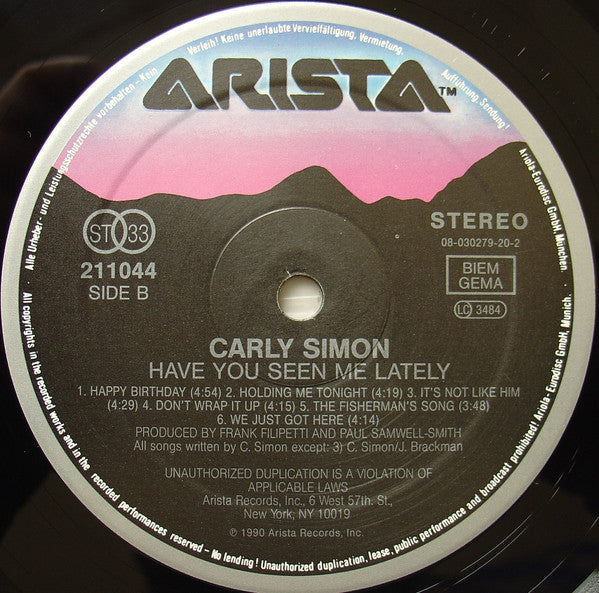 ARISTA™
Alle Urheber- und Leistungsschutzrechte vorbehalten - Kein Verleih! Keine unerlaubte Vervielfältigung, Vermietung, Aufführung, Sendung!
Ariola-Eurodisc GmbH, München.
ST 33
211044
SIDE B
STEREO
08-030279-20-2
BIEM
GEMA
LC 3484
CARLY SIMON
HAVE YOU SEEN ME LATELY
1. HAPPY BIRTHDAY (4:54) 2. HOLDING ME TONIGHT (4:19) 3. IT'S NOT LIKE HIM
(4:29) 4. DON'T WRAP IT UP (4:15) 5. THE FISHERMAN'S SONG (3:48)
6. WE JUST GOT HERE (4:14)
PRODUCED BY FRANK FILIPETTI AND PAUL SAMWELL-SMITH
All songs written by C. Simon except: 3) C. Simon/J. Brackman
UNAUTHORIZED DUPLICATION IS A VIOLATION OF
APPLICABLE LAWS
Arista Records, Inc., 6 West 57th. St.,
New York, NY 10019
℗ 1990 Arista Records, Inc.
All copyrights in the recorded works and in the recorded performances reserved - No lending! Unauthorized duplication, lease, public performance and broadcast prohibited! Ariola-Eurodisc GmbH, Munich.